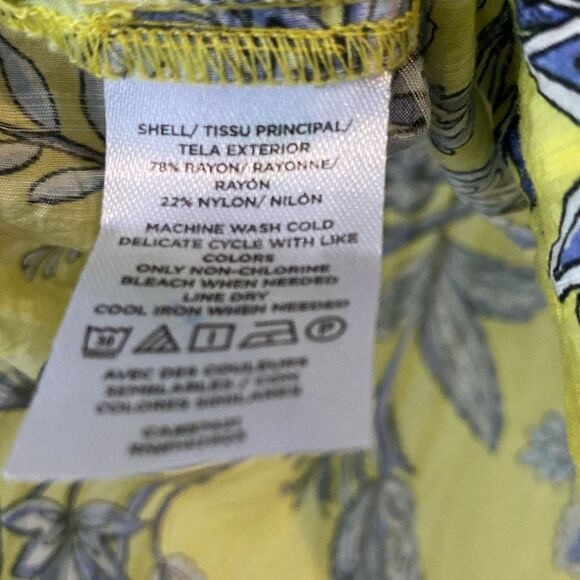 SHELL/ TISSU PRINCIPAL/
TELA EXTERIOR
78% RAYON/ RAYONNE/
RAYÓN
22% NYLON/ NILÓN
MACHINE WASH COLD
DELICATE CYCLE WITH LIKE
COLORS
ONLY NON-CHLORINE
BLEACH WHEN NEEDED
LINE DRY
COOL IRON WHEN NEEDED
30 P
AVEC DES COULEURS
SEMBLABLES / CON
COLORES SIMILARES